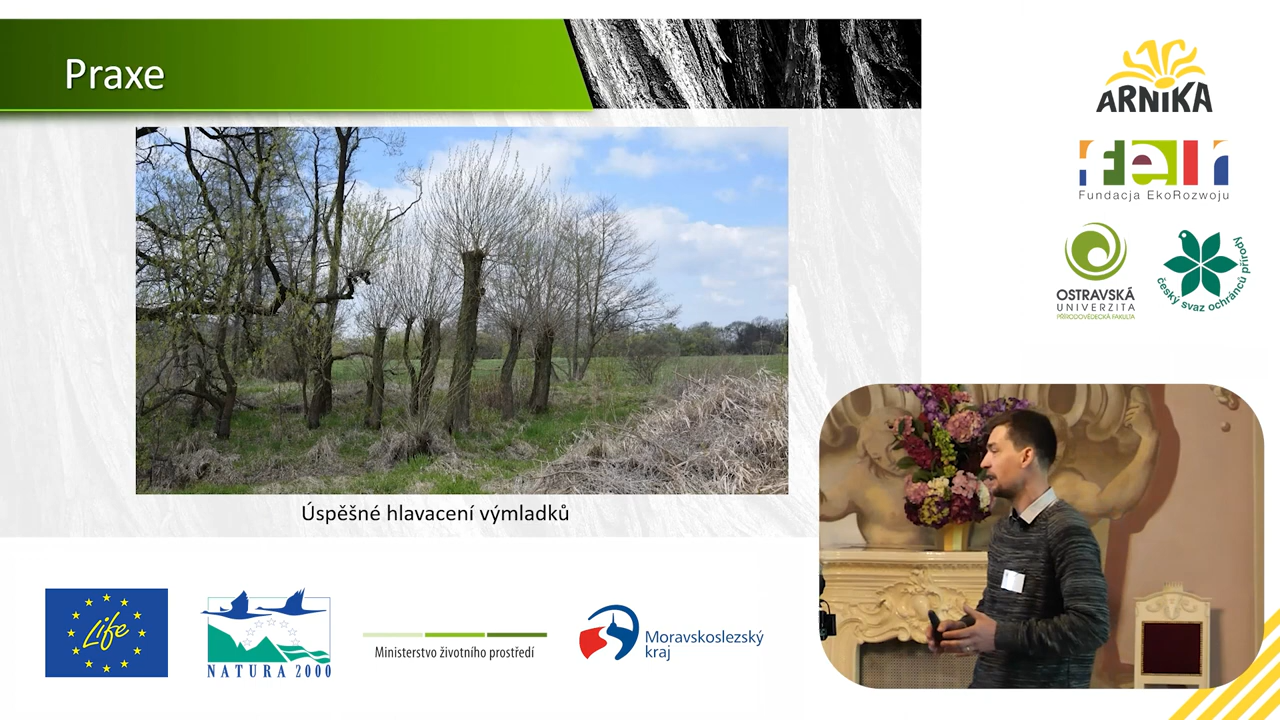 Praxe
Úspěšné hlavacení výmladků
ARNIKA
feli
Fundacja EkoRozwoju
OSTRAVSKÁ
UNIVERZITA
PŘÍRODOVĚDECKÁ FAKULTA
český svaz ochránců přírody
Life
NATURA 2000
Ministerstvo životního prostředí
Moravskoslezský
kraj